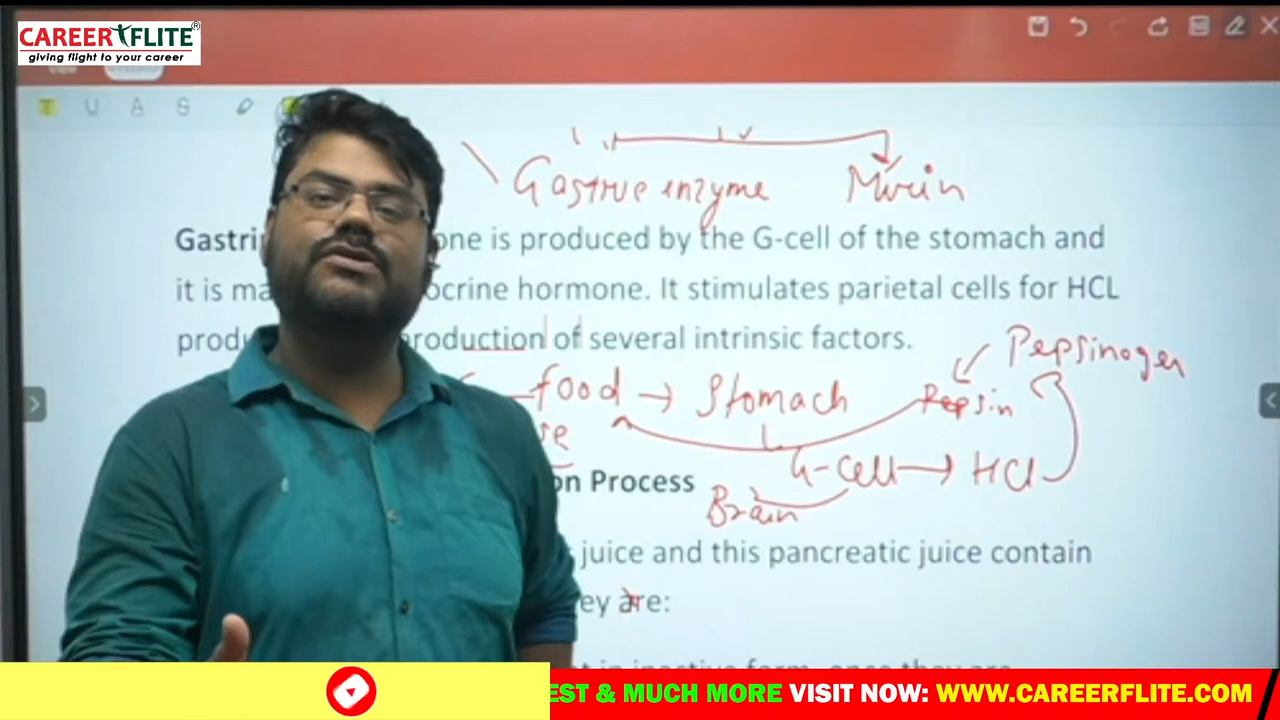 CAREER FLITE®
giving flight to your career
Gastric enzyme Mucin
Gastri one is produced by the G-cell of the stomach and
it is ma ocrine hormone. It stimulates parietal cells for HCL
produ production of several intrinsic factors.
Pepsinogen
food → Stomach Pepsin
se
G-Cell → HCl
on Process
Brain
juice and this pancreatic juice contain
ey are:
EST & MUCH MORE VISIT NOW: WWW.CAREERFLITE.COM